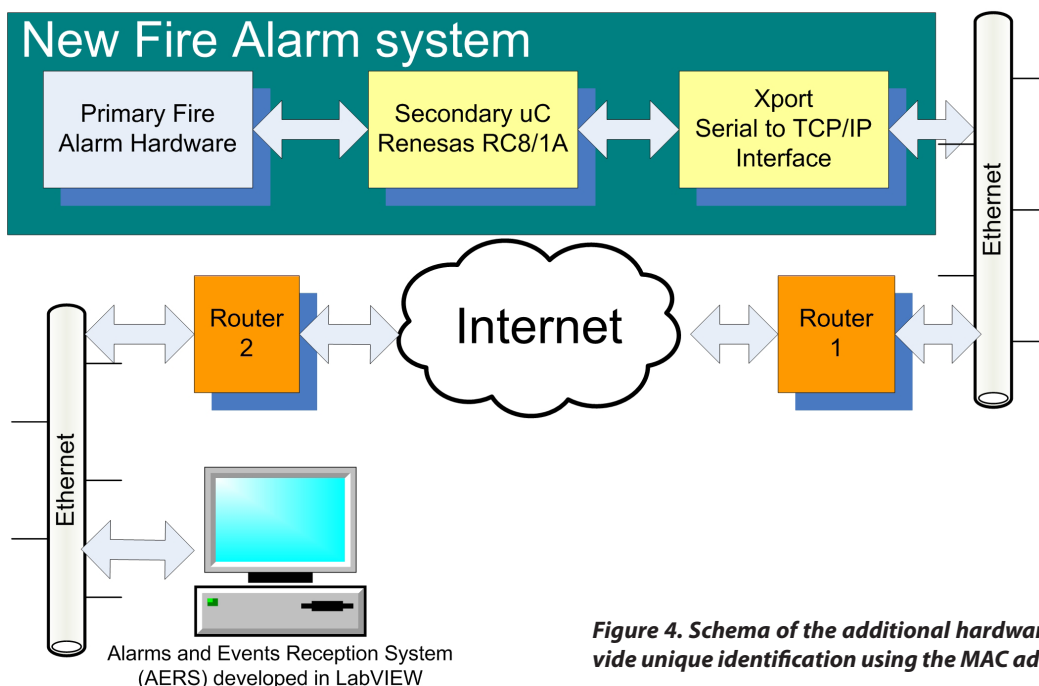 New Fire Alarm system
Primary Fire
Alarm Hardware
Secondary uC
Renesas RC8/1A
Xport
Serial to TCP/IP
Interface
Ethernet
Router
2
Internet
Router
1
Ethernet
Alarms and Events Reception System
(AERS) developed in LabVIEW
Figure 4. Schema of the additional hardwar
vide unique identification using the MAC ad